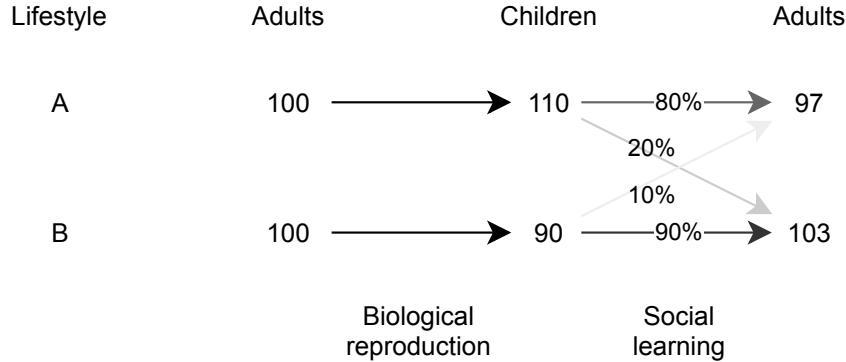 Lifestyle Adults Children Adults
A 100 110 80% 97
20%
10%
B 100 90 90% 103
Biological Social
reproduction learning